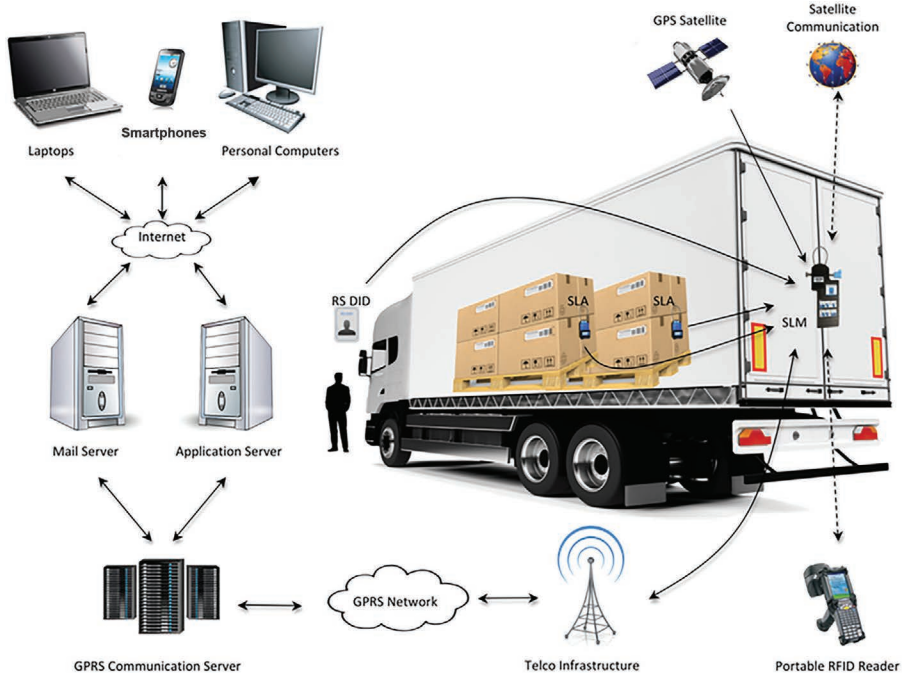 GPS Satellite
Satellite
Communication
Laptops
Smartphones
Personal Computers
Internet
RS DID
SLA
SLA
SLM
Mail Server
Application Server
GPRS Network
GPRS Communication Server
Telco Infrastructure
Portable RFID Reader